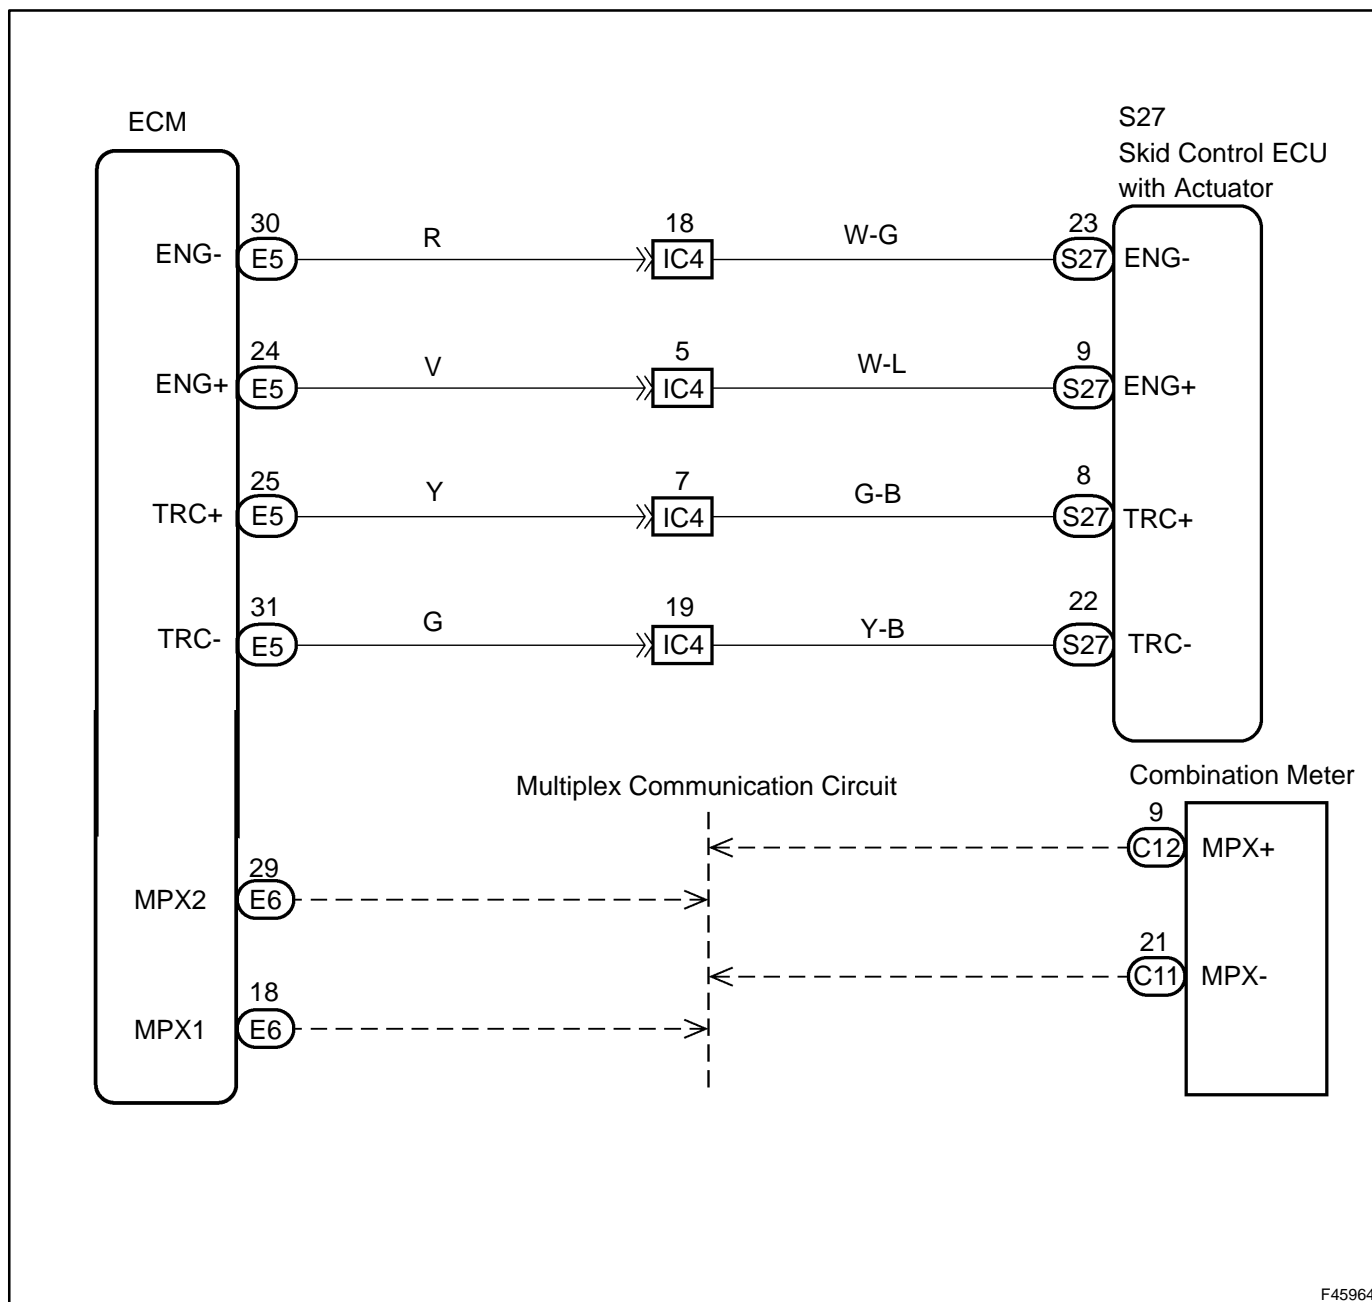 ECM
S27
Skid Control ECU
with Actuator
ENG- 30 E5 R 18 IC4 W-G 23 S27 ENG-
ENG+ 24 E5 V 5 IC4 W-L 9 S27 ENG+
TRC+ 25 E5 Y 7 IC4 G-B 8 S27 TRC+
TRC- 31 E5 G 19 IC4 Y-B 22 S27 TRC-
Multiplex Communication Circuit
Combination Meter
9 C12 MPX+
MPX2 29 E6
21 C11 MPX-
MPX1 18 E6
F45964